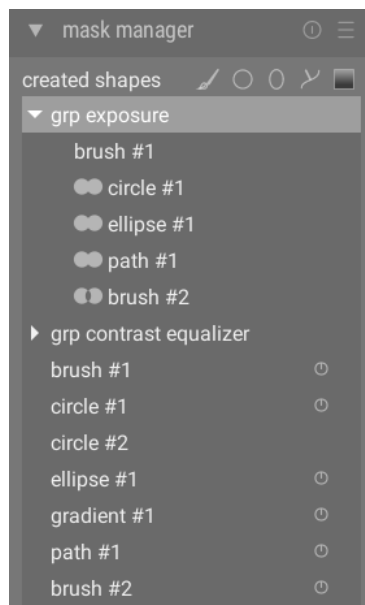 mask manager
created shapes
grp exposure
brush #1
circle #1
ellipse #1
path #1
brush #2
grp contrast equalizer
brush #1
circle #1
circle #2
ellipse #1
gradient #1
path #1
brush #2